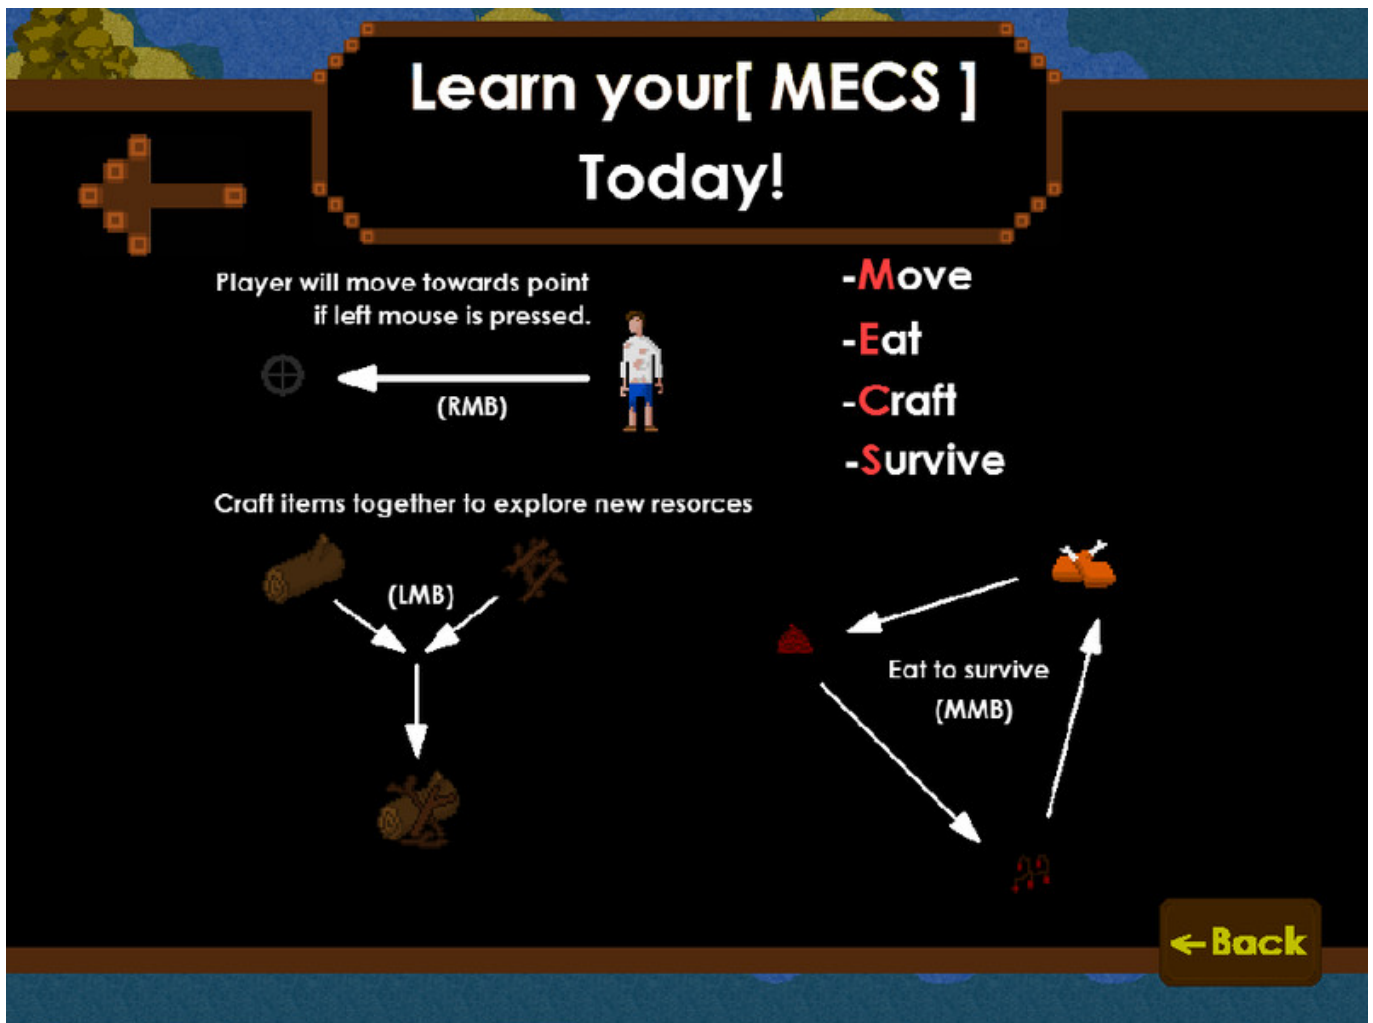 Learn your[ MECS ]
Today!
Player will move towards point
if left mouse is pressed.
(RMB)
-Move
-Eat
-Craft
-Survive
Craft items together to explore new resorces
(LMB)
Eat to survive
(MMB)
←Back